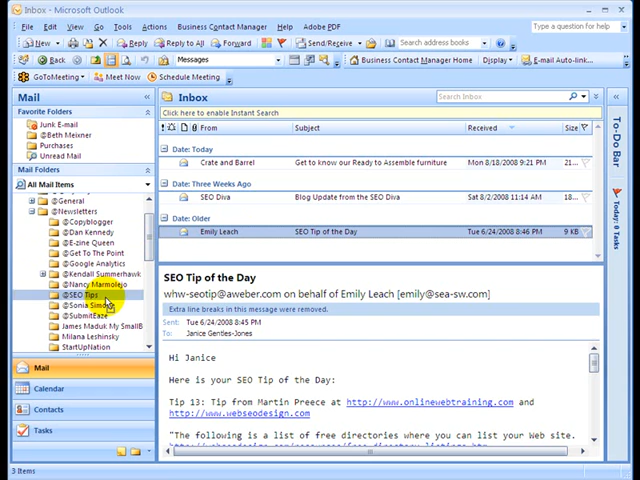 Inbox - Microsoft Outlook
File Edit View Go Tools Actions Business Contact Manager Help Adobe PDF
Type a question for help
New Reply Reply to All Forward Send/Receive Search address books
Back Messages Business Contact Manager Home Display E-mail Auto-link...
GoToMeeting Meet Now Schedule Meeting
Mail
Favorite Folders
Junk E-mail
@Beth Meixner
Purchases
Unread Mail
Mail Folders
All Mail Items
@General
@Newsletters
@Copyblogger
@Dan Kennedy
@E-zine Queen
@Get To The Point
@Google Analytics
@Kendall Summerhawk
@Nancy Marmolejo
@SEO Tips
@Sonia Simo
@SubmitEaze
James Maduk My SmallB
Milana Leshinsky
StartUpNation
Mail
Calendar
Contacts
Tasks
3 Items
Inbox
Search Inbox
Click here to enable Instant Search
Date: From Subject Received Size
Date: Today
Crate and Barrel Get to know our Ready to Assemble furniture Mon 8/18/2008 9:21 PM 21...
Date: Three Weeks Ago
SEO Diva Blog Update from the SEO Diva Sat 8/2/2008 11:14 AM 18...
Date: Older
Emily Leach SEO Tip of the Day Tue 6/24/2008 8:46 PM 9 KB
SEO Tip of the Day
whw-seotip@aweber.com on behalf of Emily Leach [emily@sea-sw.com]
Extra line breaks in this message were removed.
Sent: Tue 6/24/2008 8:45 PM
To: Janice Gentles-Jones
Hi Janice
Here is your SEO Tip of the Day:
Tip 13: Tip from Martin Preece at http://www.onlinewebtraining.com and
http://www.webseodesign.com
"The following is a list of free directories where you can list your Web site.
To-Do Bar
Today: 0 Tasks